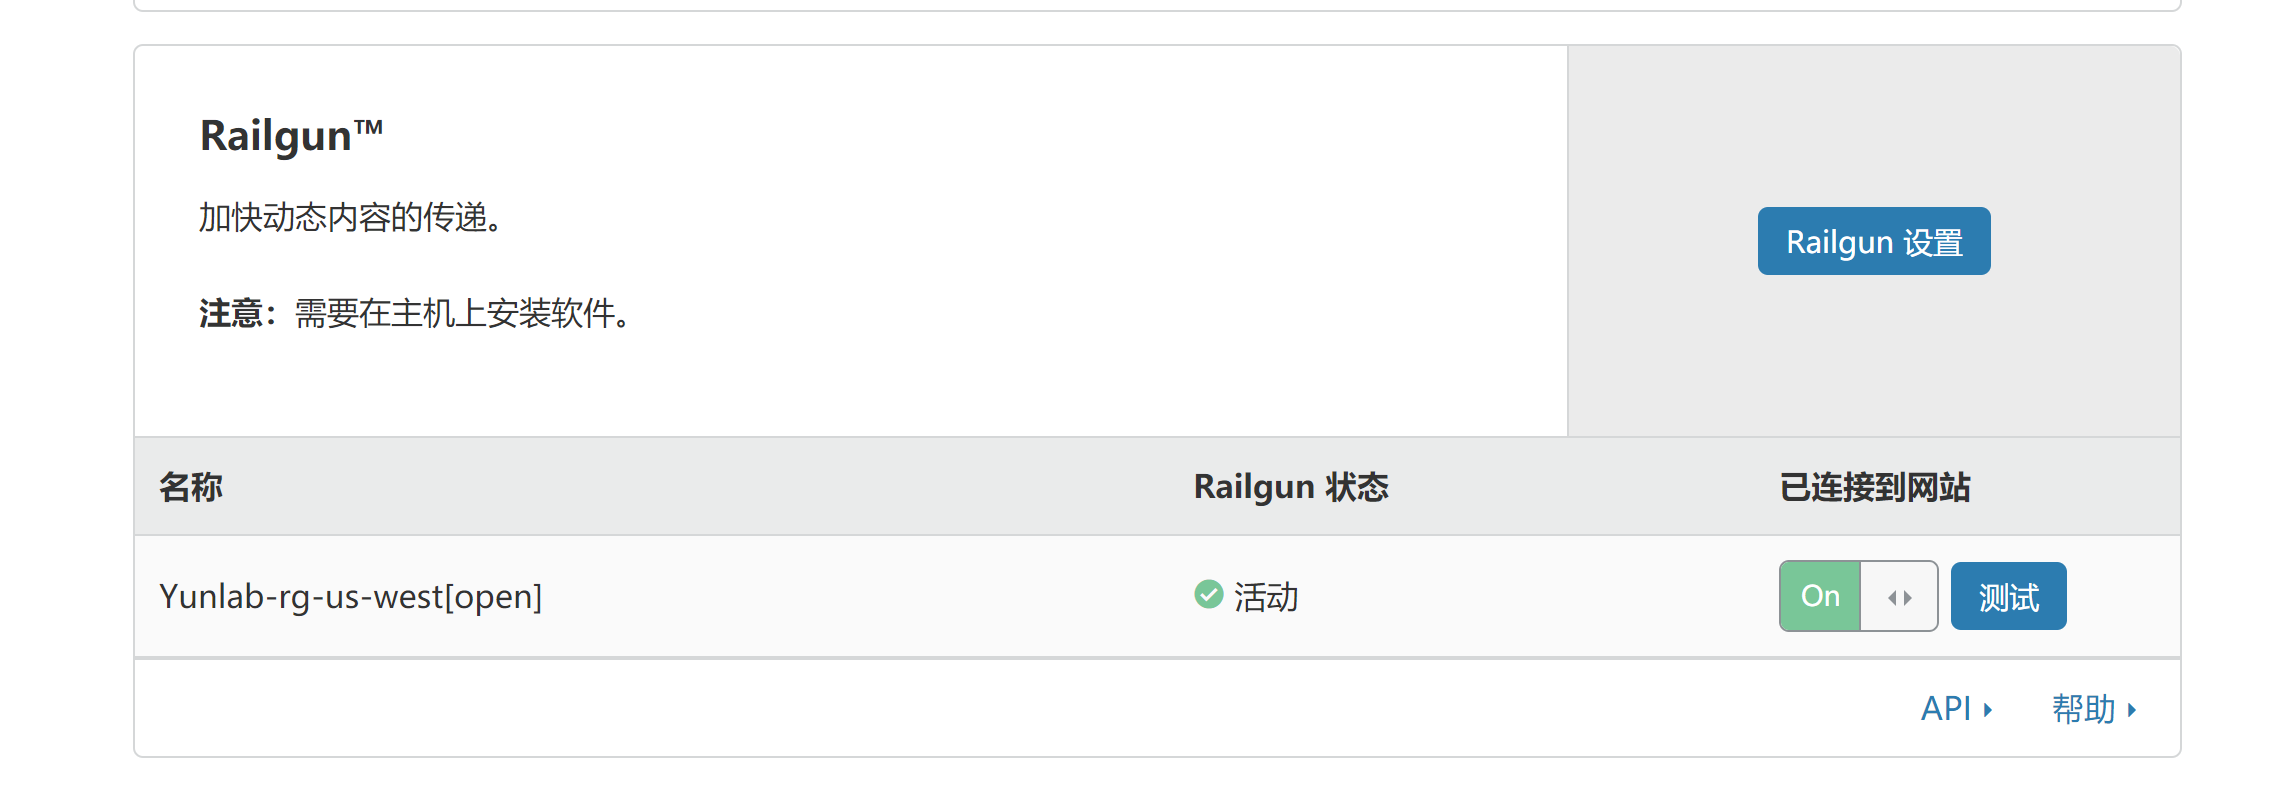 Railgun™
加快动态内容的传递。
Railgun 设置
注意：需要在主机上安装软件。
名称 Railgun 状态 已连接到网站
Yunlab-rg-us-west[open] 活动 On 测试
API 帮助